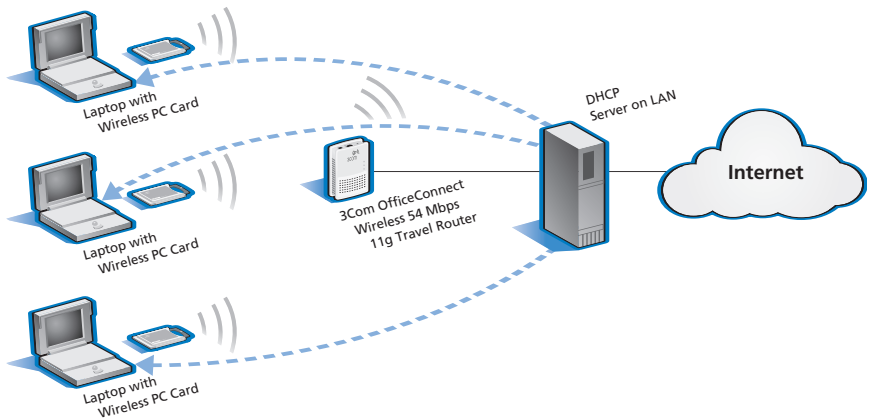 Laptop with
Wireless PC Card
DHCP
Server on LAN
Internet
3Com OfficeConnect
Wireless 54 Mbps
11g Travel Router
Laptop with
Wireless PC Card
Laptop with
Wireless PC Card